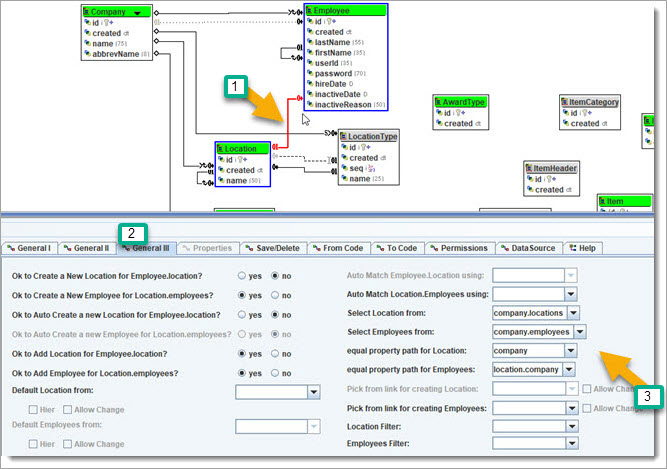 Company
id
created dt
name (75)
abbrevName (8)
Employee
id
created dt
lastName (55)
firstName (35)
userId (35)
password (70)
hireDate D
inactiveDate D
inactiveReason (50)
1
AwardType
id
created dt
ItemCategory
id
created dt
LocationType
id
created dt
seq
name (25)
Location
id
created dt
name (50)
ItemHeader
id
created dt
Item
id
2
General I
General II
General III
Properties
Save/Delete
From Code
To Code
Permissions
DataSource
Help
Ok to Create a New Location for Employee.location? yes no
Ok to Create a New Employee for Location.employees? yes no
Ok to Auto Create a New Location for Employee.location? yes no
Ok to Auto Create a new Employee for Location.employees? yes no
Ok to Add Location for Employee.location? yes no
Ok to Add Employee for Location.employees? yes no
Default Location from:
Hier Allow Change
Default Employees from:
Hier Allow Change
Auto Match Employee.Location using:
Auto Match Location.Employees using:
Select Location from: company.locations
Select Employees from: company.employees
equal property path for Location: company
equal property path for Employees: location.company
Pick from link for creating Location: Allow Change
Pick from link for creating Employees: Allow Change
Location Filter:
Employees Filter:
3